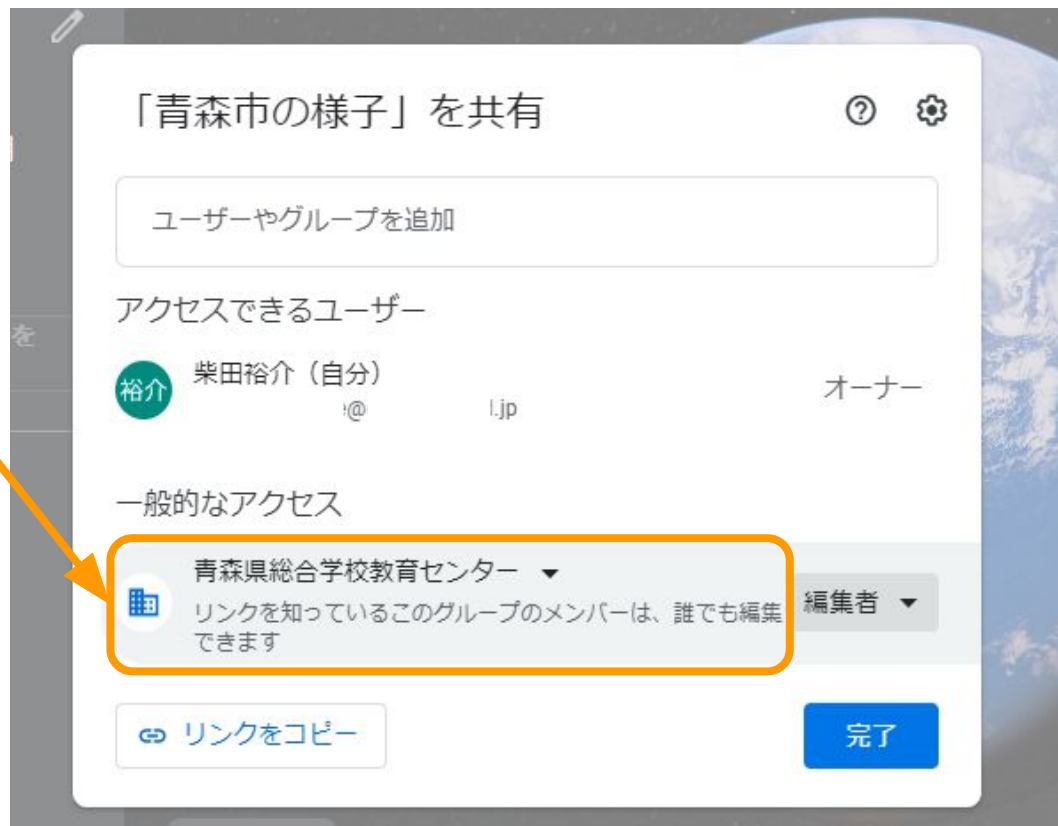 「青森市の様子」を共有
ユーザーやグループを追加
アクセスできるユーザー
を
裕介
柴田裕介（自分）
オーナー
e@ l.jp
一般的なアクセス
青森県総合学校教育センター
リンクを知っているこのグループのメンバーは、誰でも編集
できます
編集者
リンクをコピー
完了